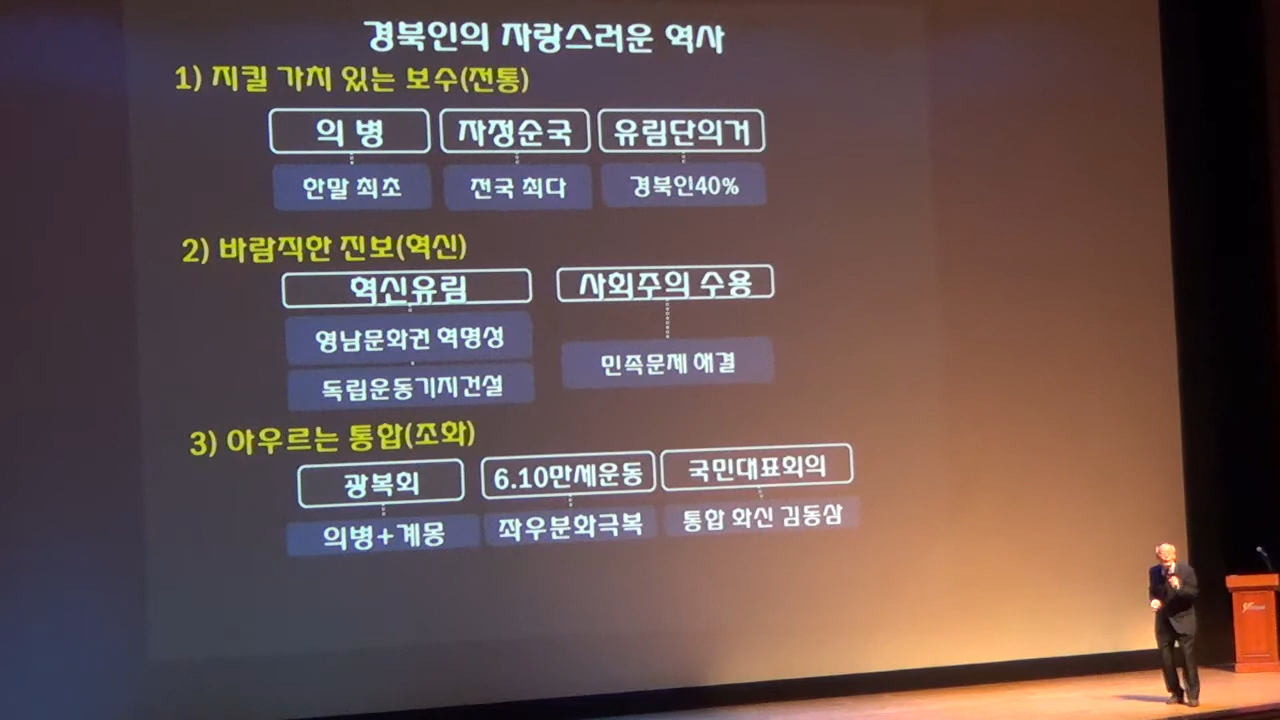 경북인의 자랑스러운 역사
1) 지킬 가치 있는 보수(전통)
의 병 자정순국 유림단의거
한말 최초 전국 최다 경북인40%
2) 바람직한 진보(혁신)
혁신유림 사회주의 수용
영남문화권 혁명성
민족문제 해결
독립운동기지건설
3) 아우르는 통합(조화)
광복회 6.10만세운동 국민대표회의
의병+계몽 좌우분화극복 통합 화신 김동삼